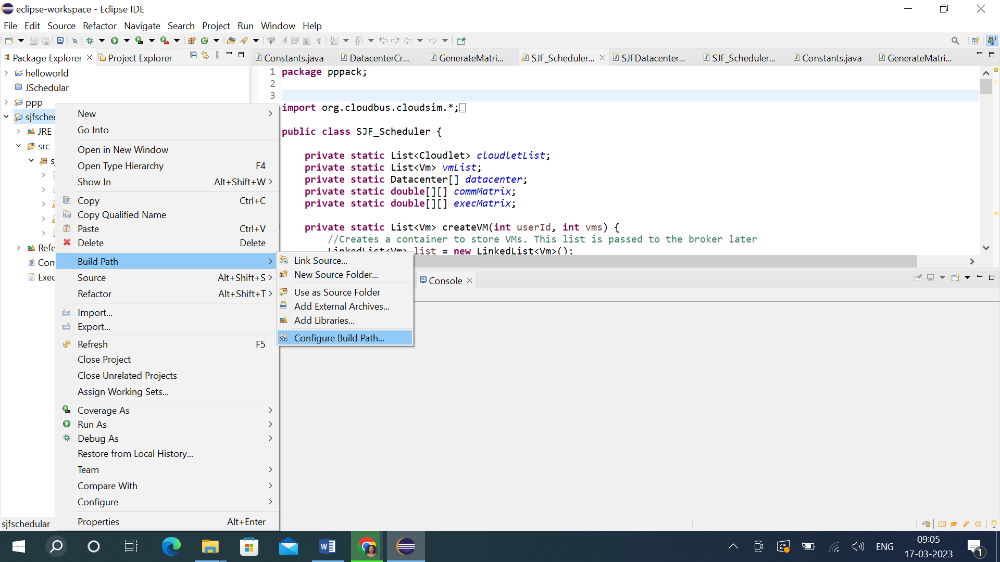 eclipse-workspace - Eclipse IDE
File Edit Source Refactor Navigate Search Project Run Window Help
Package Explorer
Project Explorer
helloworld
JSchedular
ppp
sjfsched
JRE
src
s
Refe
Com
Exec
New
Go Into
Open in New Window
Open Type Hierarchy F4
Show In Alt+Shift+W
Copy Ctrl+C
Copy Qualified Name
Paste Ctrl+V
Delete Delete
Build Path
Source Alt+Shift+S
Refactor Alt+Shift+T
Import...
Export...
Refresh F5
Close Project
Close Unrelated Projects
Assign Working Sets...
Coverage As
Run As
Debug As
Restore from Local History...
Team
Compare With
Configure
Properties Alt+Enter
Link Source...
New Source Folder...
Use as Source Folder
Add External Archives...
Add Libraries...
Configure Build Path...
Constants.java DatacenterCr... GenerateMatri... SJF_Scheduler... SJFDatacenter... SJF_Scheduler... Constants.java GenerateMatri...
1 package pppack;
2
3
import org.cloudbus.cloudsim.*;
public class SJF_Scheduler {
private static List<Cloudlet> cloudletList;
private static List<Vm> vmList;
private static Datacenter[] datacenter;
private static double[][] commMatrix;
private static double[][] execMatrix;
private static List<Vm> createVM(int userId, int vms) {
//Creates a container to store VMs. This list is passed to the broker later
LinkedList<Vm> list = new LinkedList<Vm>();
Console
sjfschedular
ENG
09:05
17-03-2023
1